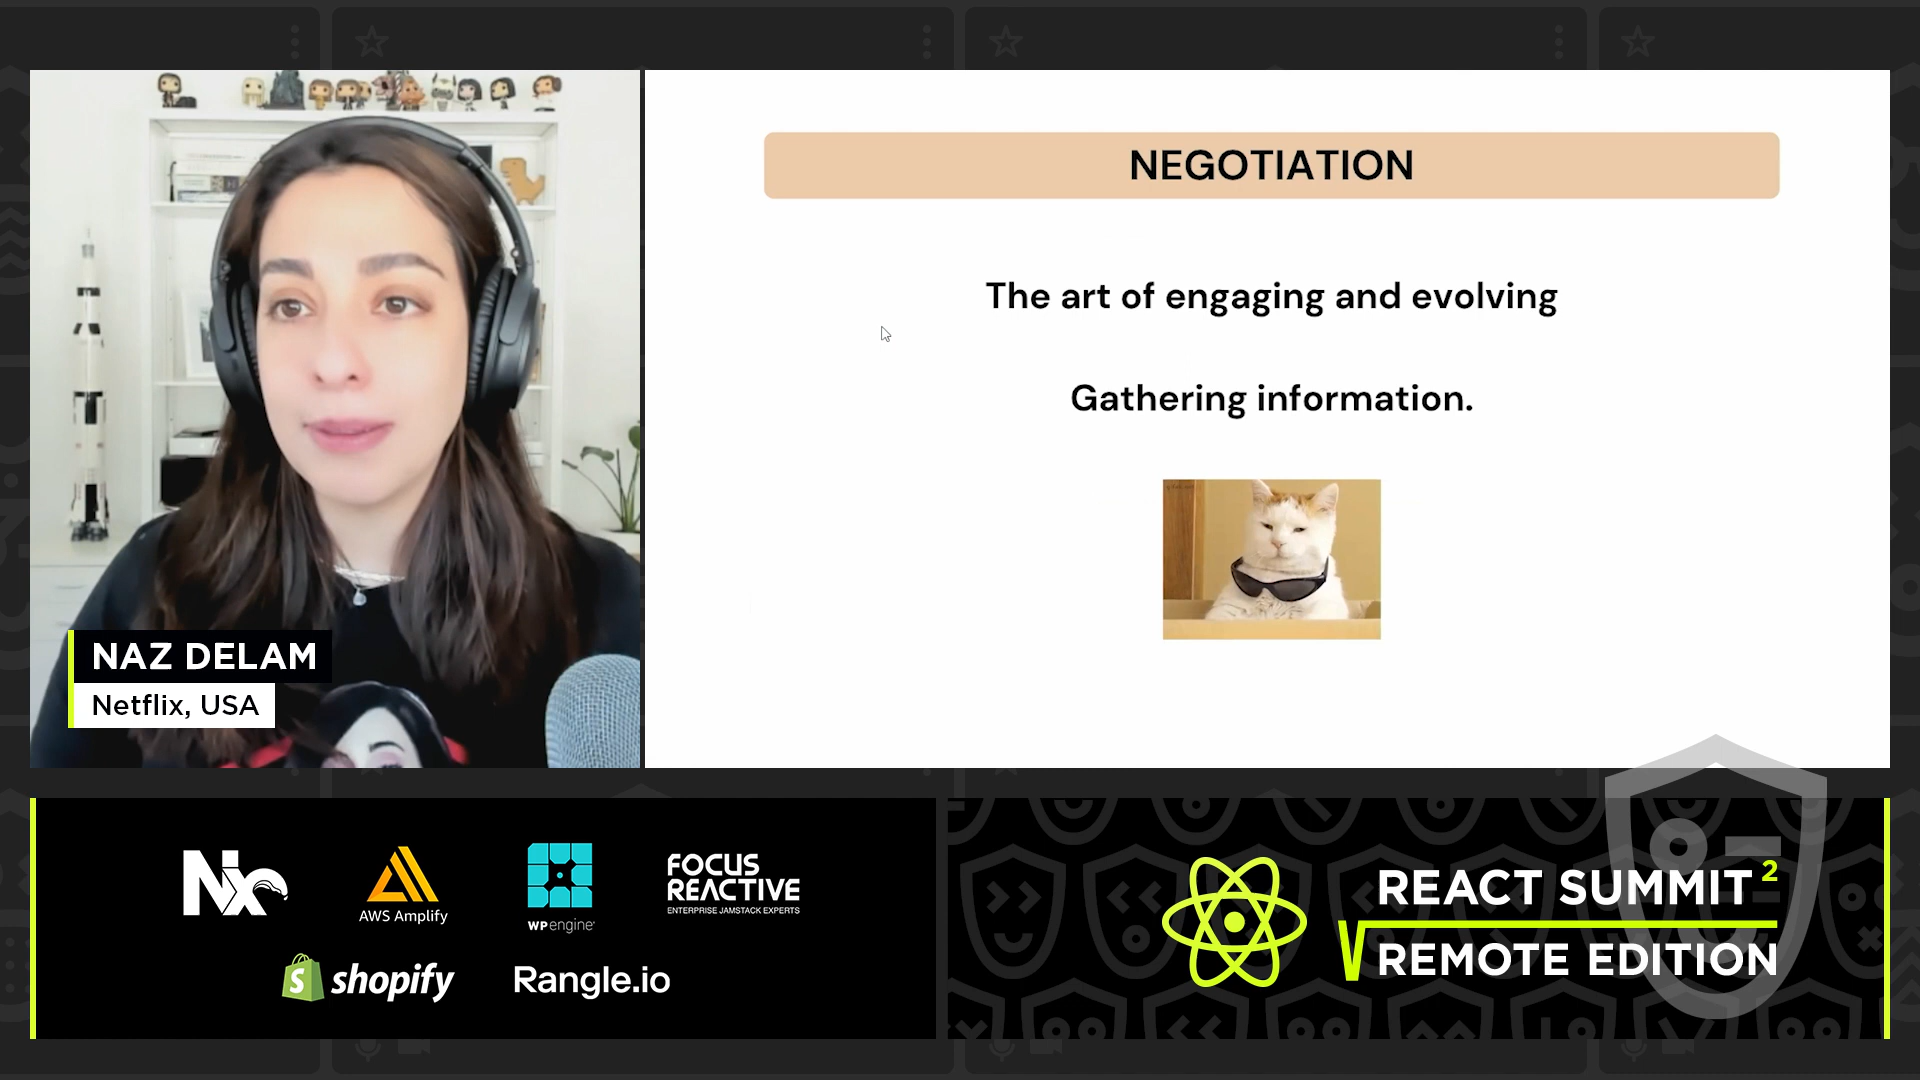 NEGOTIATION
The art of engaging and evolving
Gathering information.
NAZ DELAM
Netflix, USA
Nx
AWS Amplify
WP engine
FOCUS
REACTIVE
ENTERPRISE JAMSTACK EXPERTS
shopify
Rangle.io
REACT SUMMIT 2
REMOTE EDITION